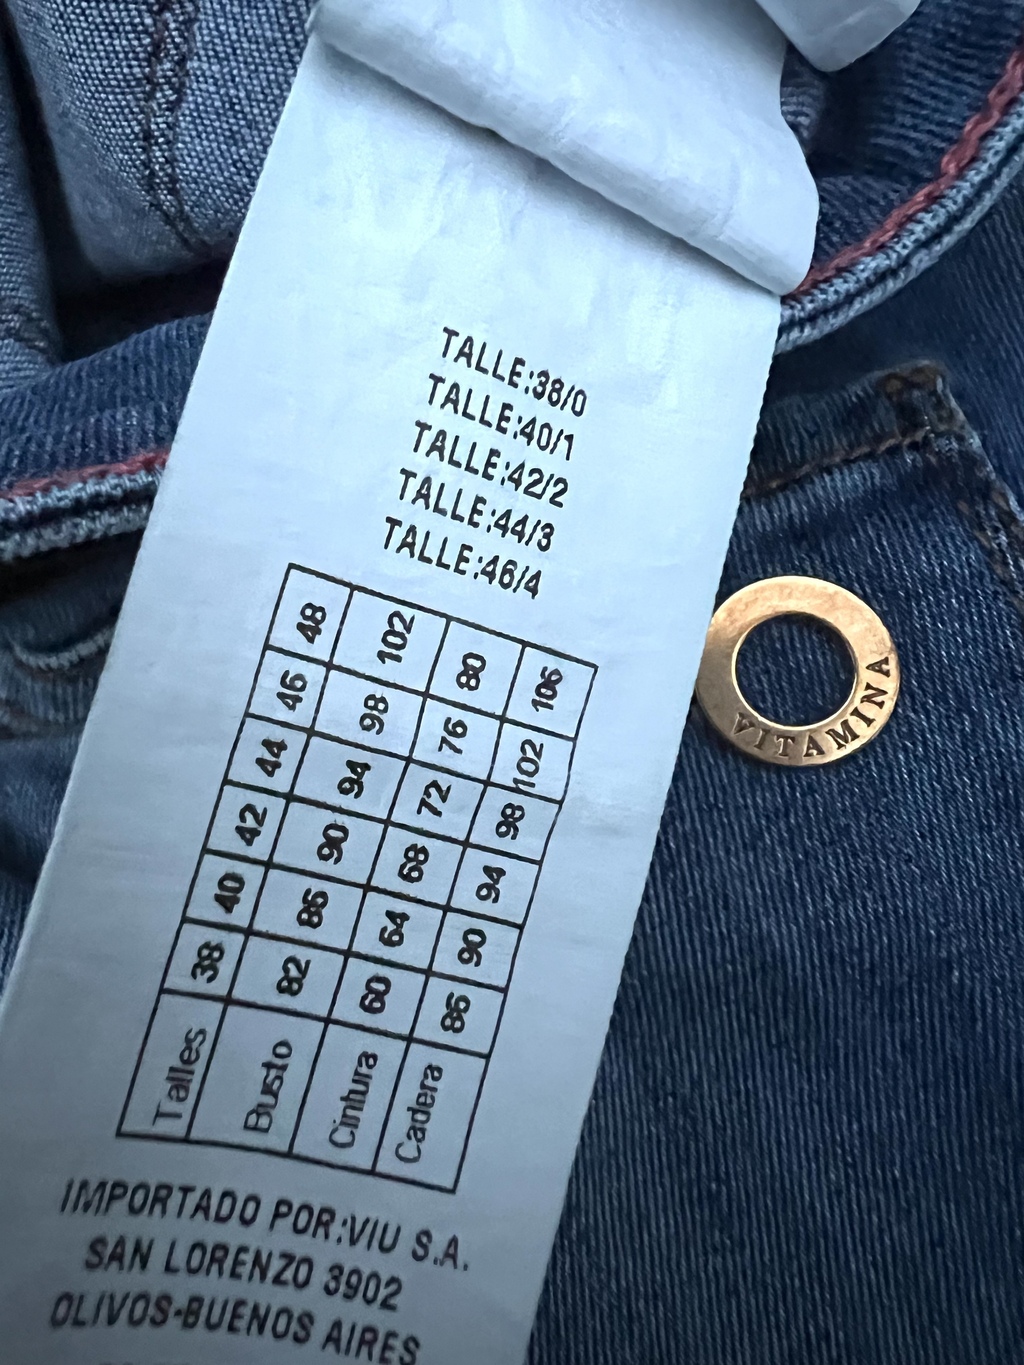 TALLE:38/0
TALLE:40/1
TALLE:42/2
TALLE:44/3
TALLE:46/4
Talles 38 40 42 44 46 48
Busto 82 86 90 94 98 102
Cintura 60 64 68 72 76 80
Cadera 86 90 94 98 102 106
IMPORTADO POR:VIU S.A.
SAN LORENZO 3902
OLIVOS-BUENOS AIRES
VITAMINA